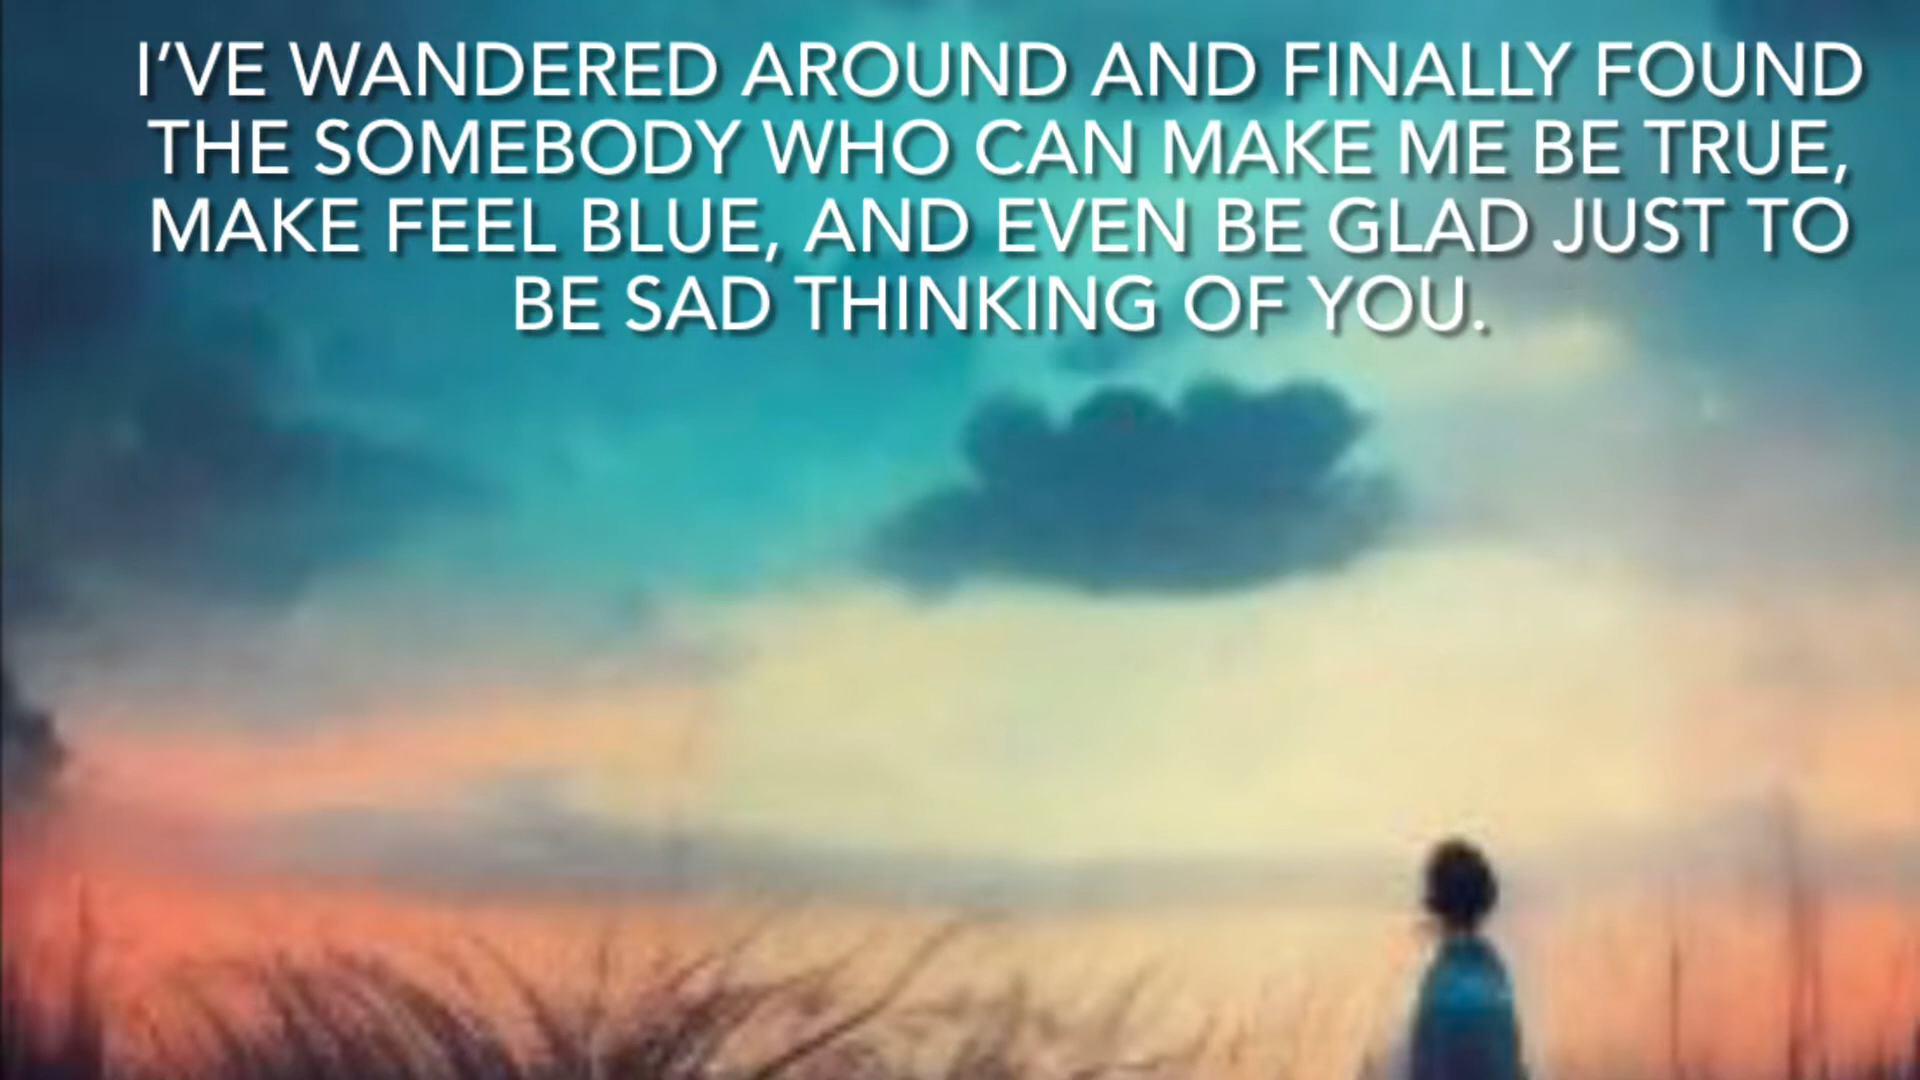 I’VE WANDERED AROUND AND FINALLY FOUND
THE SOMEBODY WHO CAN MAKE ME BE TRUE,
MAKE FEEL BLUE, AND EVEN BE GLAD JUST TO
BE SAD THINKING OF YOU.